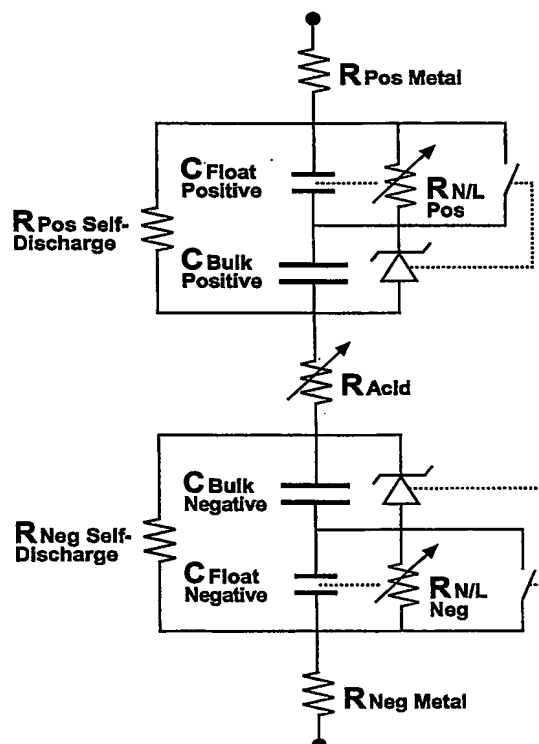 R Pos Metal
C Float
Positive
R N/L
Pos
R Pos Self-
Discharge
C Bulk
Positive
R Acid
C Bulk
Negative
R Neg Self-
Discharge
C Float
Negative
R N/L
Neg
R Neg Metal